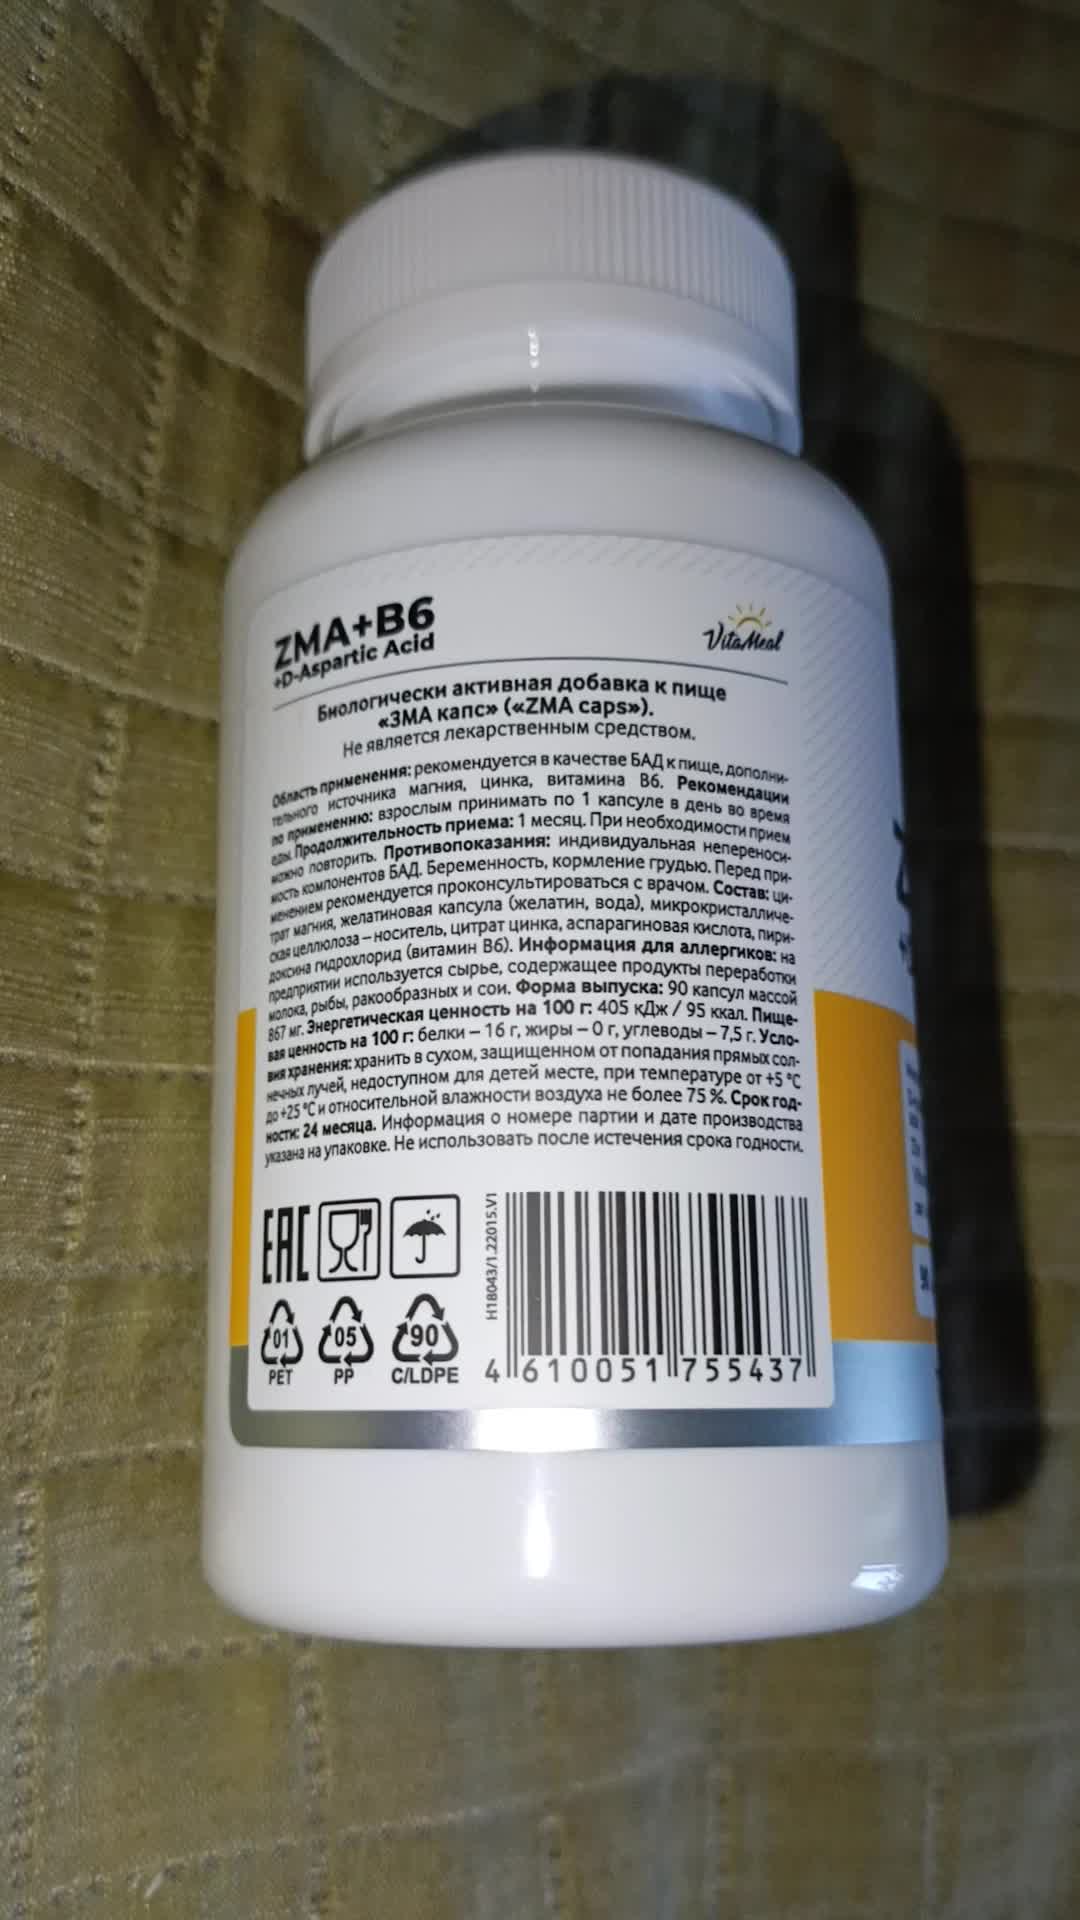 ZMA+B6
+D-Aspartic Acid
VitaMeal
Биологически активная добавка к пище
«ЗМА капс» («ZMA caps»).
Не является лекарственным средством.
Область применения: рекомендуется в качестве БАД к пище, дополни-
тельного источника магния, цинка, витамина В6. Рекомендации
по применению: взрослым принимать по 1 капсуле в день во время
еды. Продолжительность приема: 1 месяц. При необходимости прием
можно повторить. Противопоказания: индивидуальная непереноси-
мость компонентов БАД. Беременность, кормление грудью. Перед при-
менением рекомендуется проконсультироваться с врачом. Состав: ци-
трат магния, желатиновая капсула (желатин, вода), микрокристалличе-
ская целлюлоза – носитель, цитрат цинка, аспарагиновая кислота, пири-
доксина гидрохлорид (витамин В6). Информация для аллергиков: на
предприятии используется сырье, содержащее продукты переработки
молока, рыбы, ракообразных и сои. Форма выпуска: 90 капсул массой
867 мг. Энергетическая ценность на 100 г: 405 кДж / 95 ккал. Пище-
вая ценность на 100 г: белки – 16 г, жиры – 0 г, углеводы – 7,5 г. Усло-
вия хранения: хранить в сухом, защищенном от попадания прямых сол-
нечных лучей, недоступном для детей месте, при температуре от +5 °С
до +25 °С и относительной влажности воздуха не более 75 %. Срок год-
ности: 24 месяца. Информация о номере партии и дате производства
указана на упаковке. Не использовать после истечения срока годности.
EAC
H18043/1.22015.V1
01 05 90
PET PP C/LDPE
4 610051 755437